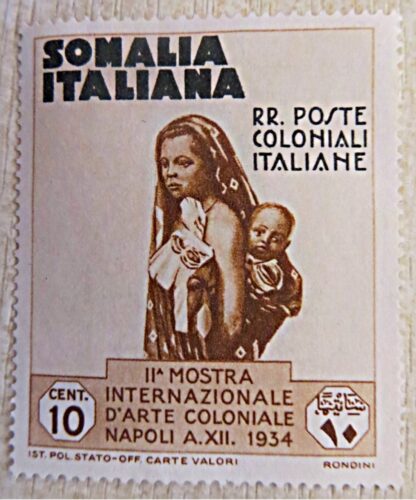 SOMALIA
ITALIANA
RR. POSTE
COLONIALI
ITALIANE
IIA MOSTRA
INTERNAZIONALE
D'ARTE COLONIALE
NAPOLI A.XII. 1934
CENT.
10
١٠
IST. POL. STATO-OFF. CARTE VALORI
RONDINI